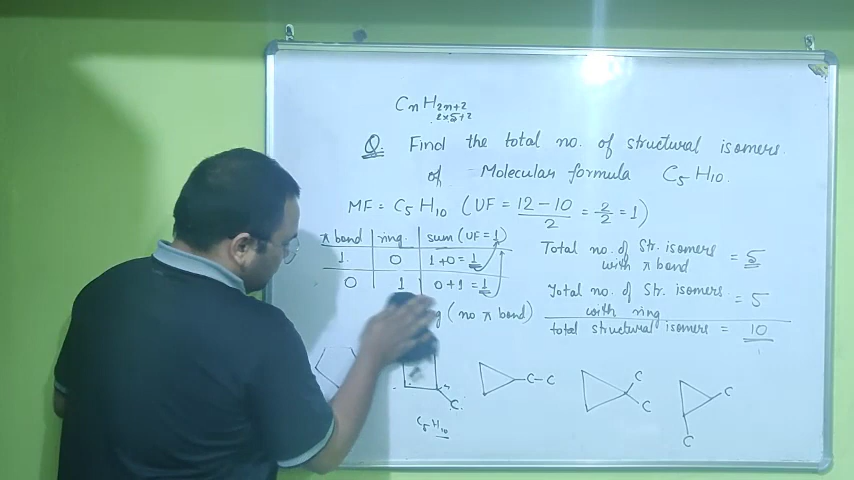 CnH2n+2
2x5+2
Q. Find the total no. of structural isomers
of Molecular formula C5H10.
MF = C5H10 (UF = 12-10/2 = 2/2 = 1)
π bond ring sum (UF = 1)
1 0 1+0 = 1
0 1 0+1 = 1
(no π bond)
Total no. of Str. isomers
with π bond = 5
Total no. of Str. isomers
with ring = 5
total structural isomers = 10
C
C5H10
C-C
C
C
C
C